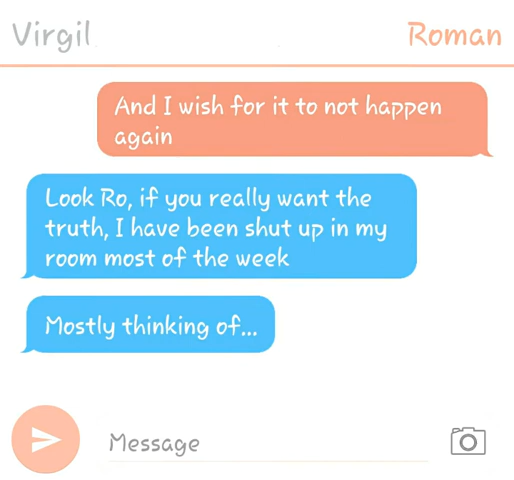 Virgil Roman
And I wish for it to not happen
again
Look Ro, if you really want the
truth, I have been shut up in my
room most of the week
Mostly thinking of...
Message